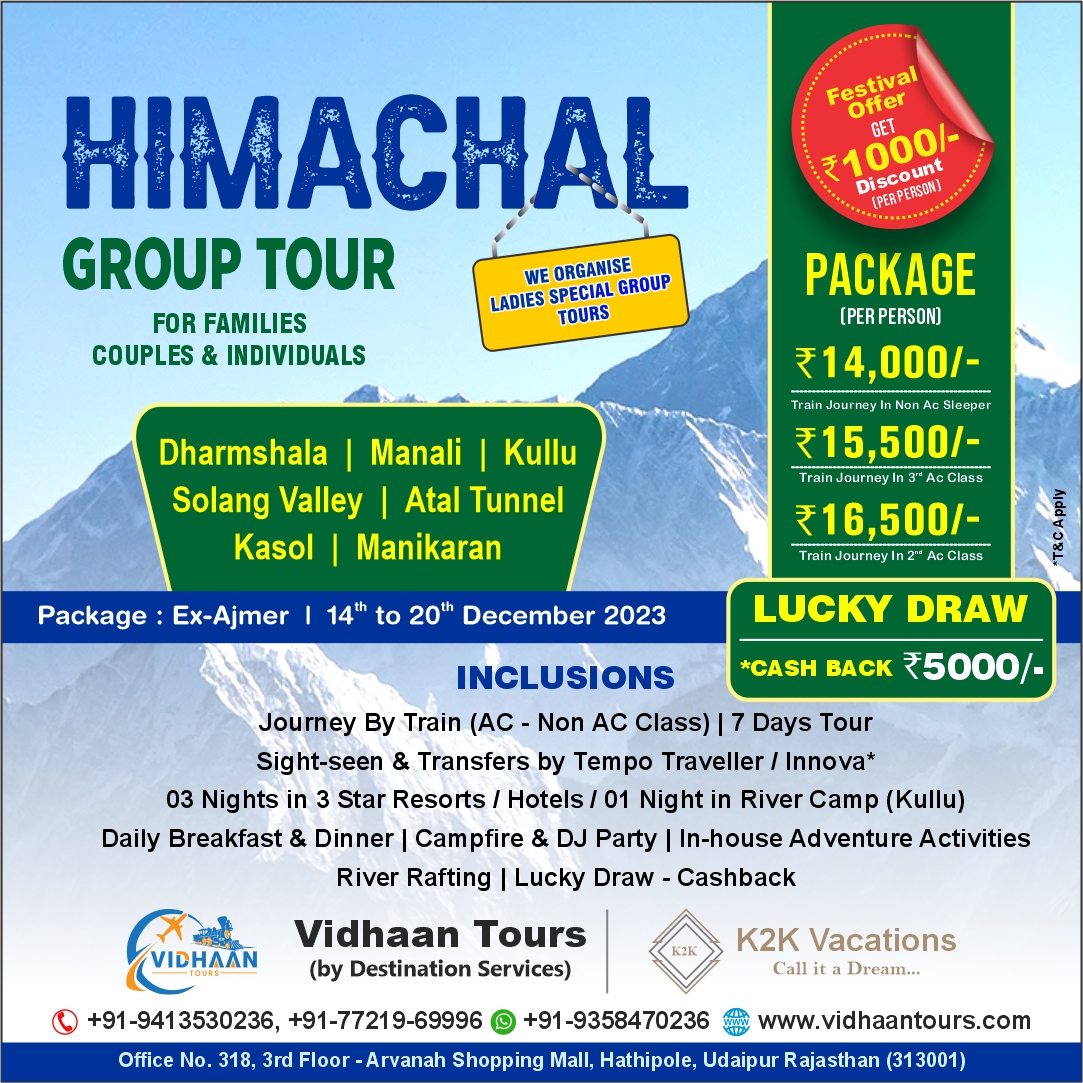 HIMACHAL
GROUP TOUR
FOR FAMILIES
COUPLES & INDIVIDUALS
WE ORGANISE
LADIES SPECIAL GROUP
TOURS
Festival
Offer
GET
₹1000/-
Discount
(PER PERSON)
PACKAGE
(PER PERSON)
₹14,000/-
Train Journey In Non Ac Sleeper
₹15,500/-
Train Journey In 3rd Ac Class
₹16,500/-
Train Journey In 2nd Ac Class
*T&C Apply
Dharmshala | Manali | Kullu
Solang Valley | Atal Tunnel
Kasol | Manikaran
Package : Ex-Ajmer | 14th to 20th December 2023
LUCKY DRAW
*CASH BACK ₹5000/-
INCLUSIONS
Journey By Train (AC - Non AC Class) | 7 Days Tour
Sight-seen & Transfers by Tempo Traveller / Innova*
03 Nights in 3 Star Resorts / Hotels / 01 Night in River Camp (Kullu)
Daily Breakfast & Dinner | Campfire & DJ Party | In-house Adventure Activities
River Rafting | Lucky Draw - Cashback
VIDHAAN
TOURS
Vidhaan Tours
(by Destination Services)
K2K
K2K Vacations
Call it a Dream...
+91-9413530236, +91-77219-69996 +91-9358470236 www.vidhaantours.com
Office No. 318, 3rd Floor - Arvanah Shopping Mall, Hathipole, Udaipur Rajasthan (313001)